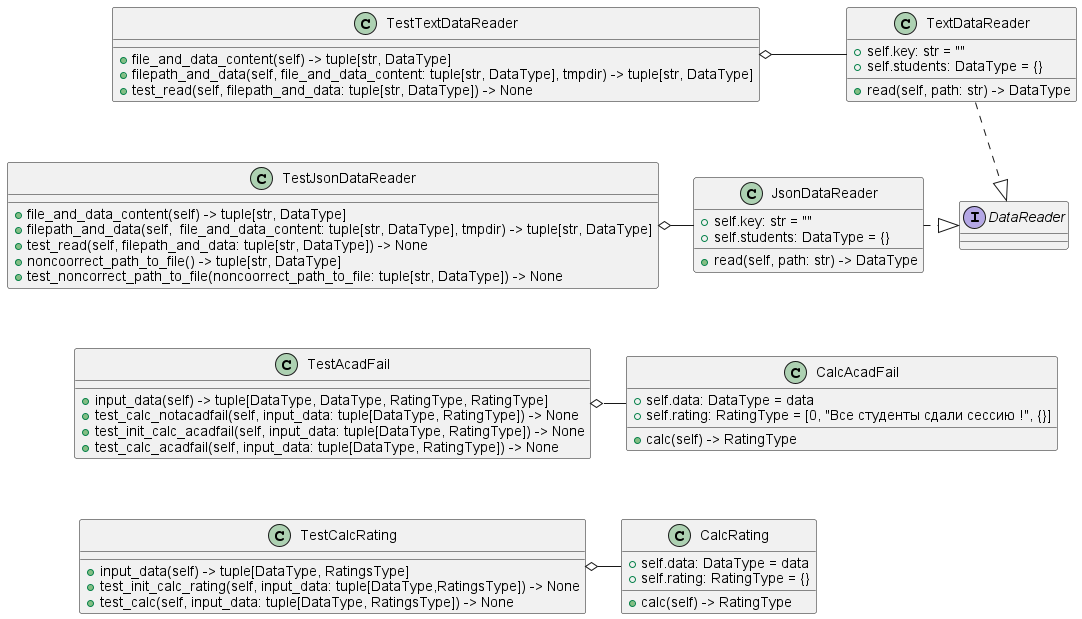 C TestTextDataReader
file_and_data_content(self) -> tuple[str, DataType]
filepath_and_data(self, file_and_data_content: tuple[str, DataType], tmpdir) -> tuple[str, DataType]
test_read(self, filepath_and_data: tuple[str, DataType]) -> None
C TextDataReader
self.key: str = ""
self.students: DataType = {}
read(self, path: str) -> DataType
C TestJsonDataReader
file_and_data_content(self) -> tuple[str, DataType]
filepath_and_data(self,  file_and_data_content: tuple[str, DataType], tmpdir) -> tuple[str, DataType]
test_read(self, filepath_and_data: tuple[str, DataType]) -> None
noncoorrect_path_to_file() -> tuple[str, DataType]
test_noncorrect_path_to_file(noncoorrect_path_to_file: tuple[str, DataType]) -> None
C JsonDataReader
self.key: str = ""
self.students: DataType = {}
read(self, path: str) -> DataType
I DataReader
C TestAcadFail
input_data(self) -> tuple[DataType, DataType, RatingType, RatingType]
test_calc_notacadfail(self, input_data: tuple[DataType, RatingType]) -> None
test_init_calc_acadfail(self, input_data: tuple[DataType, RatingType]) -> None
test_calc_acadfail(self, input_data: tuple[DataType, RatingType]) -> None
C CalcAcadFail
self.data: DataType = data
self.rating: RatingType = [0, "Все студенты сдали сессию !", {}]
calc(self) -> RatingType
C TestCalcRating
input_data(self) -> tuple[DataType, RatingsType]
test_init_calc_rating(self, input_data: tuple[DataType,RatingsType]) -> None
test_calc(self, input_data: tuple[DataType, RatingsType]) -> None
C CalcRating
self.data: DataType = data
self.rating: RatingType = {}
calc(self) -> RatingType